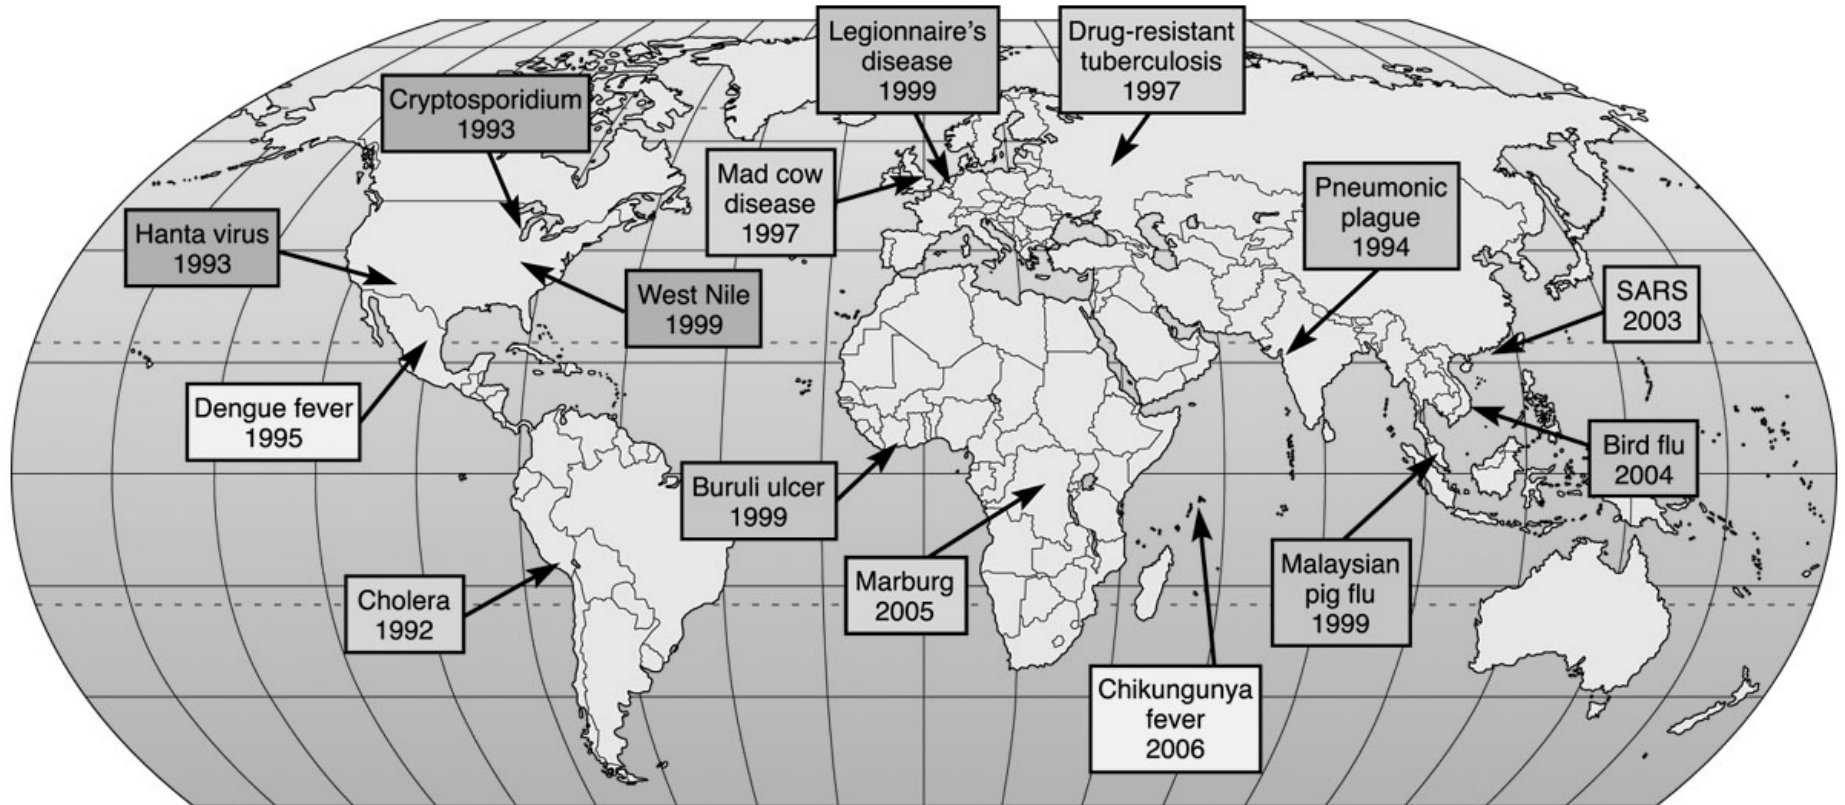 Legionnaire's
disease
1999
Drug-resistant
tuberculosis
1997
Cryptosporidium
1993
Mad cow
disease
1997
Pneumonic
plague
1994
Hanta virus
1993
West Nile
1999
SARS
2003
Dengue fever
1995
Bird flu
2004
Buruli ulcer
1999
Malaysian
pig flu
1999
Marburg
2005
Cholera
1992
Chikungunya
fever
2006